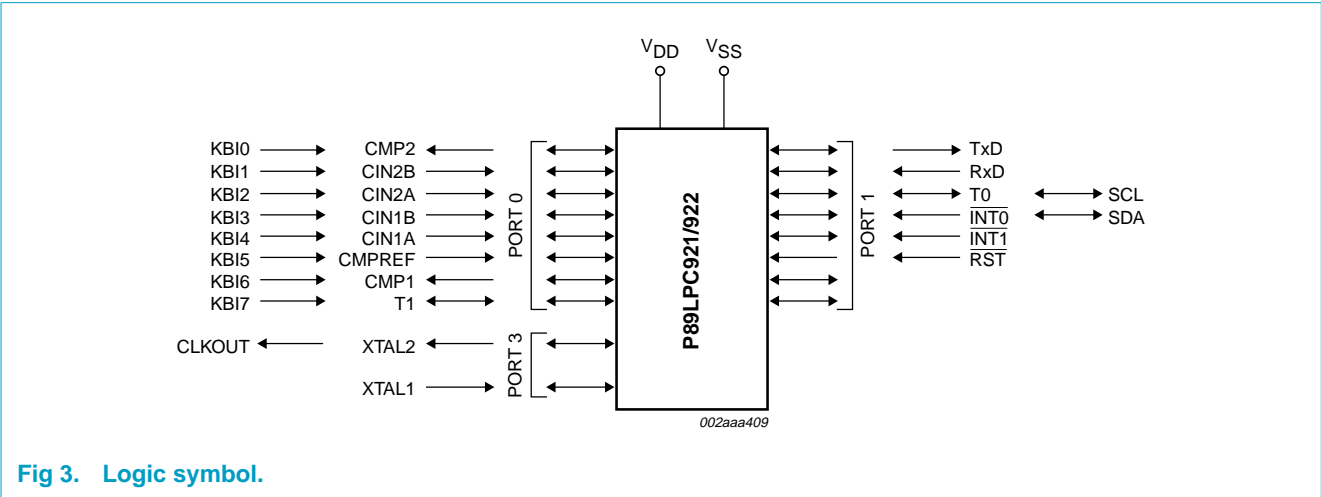 VDD VSS
KBI0 CMP2 TxD
KBI1 CIN2B RxD
KBI2 CIN2A T0 SCL
KBI3 CIN1B INT0 SDA
KBI4 CIN1A INT1
KBI5 CMPREF RST
KBI6 CMP1
KBI7 T1
PORT 0
P89LPC921/922
PORT 1
CLKOUT XTAL2
XTAL1
PORT 3
002aaa409
Fig 3. Logic symbol.